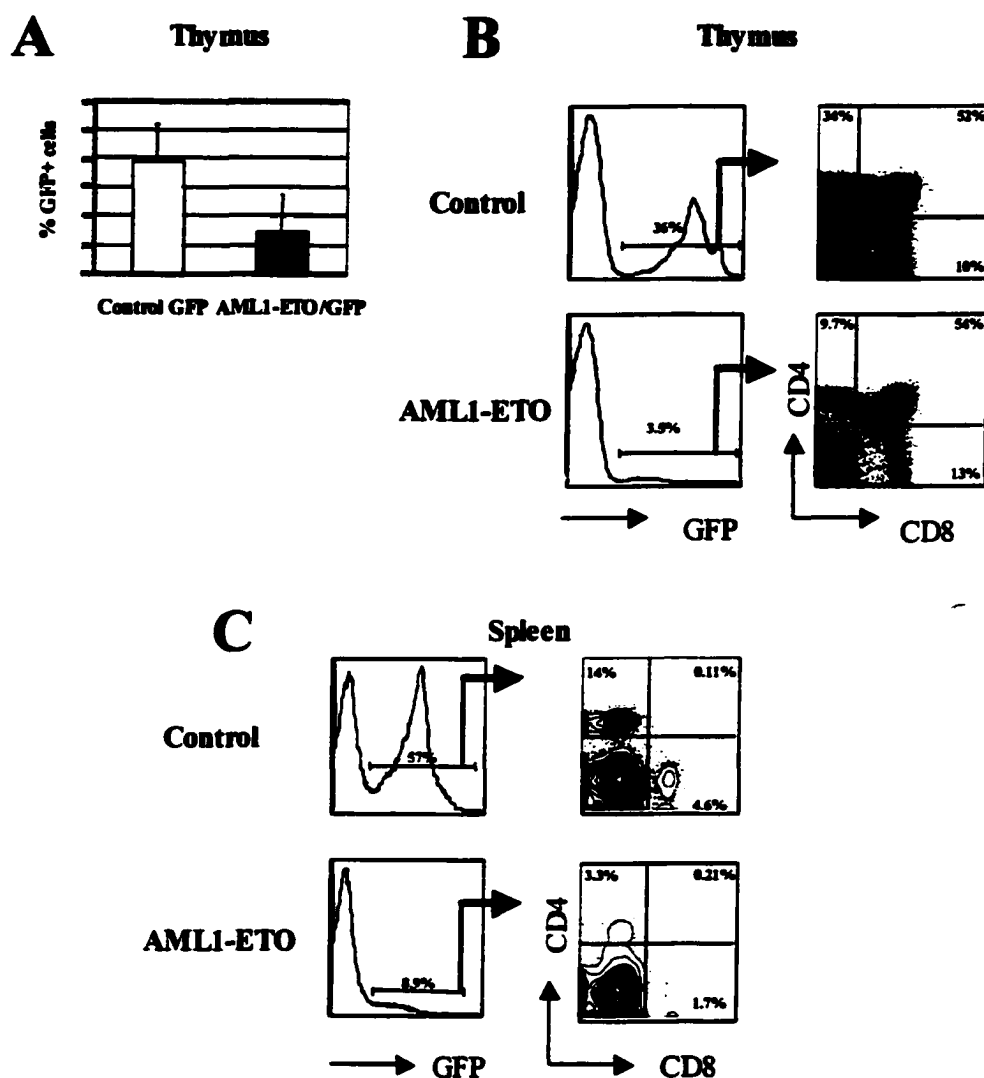 A
Thymus
% GFP+ cells
Control GFP AML1-ETO/GFP
B
Thymus
Control
36%
34%
52%
10%
AML1-ETO
3.9%
9.7%
54%
13%
GFP
CD4
CD8
C
Spleen
Control
57%
14%
0.11%
4.6%
AML1-ETO
8.9%
3.3%
0.21%
1.7%
GFP
CD4
CD8